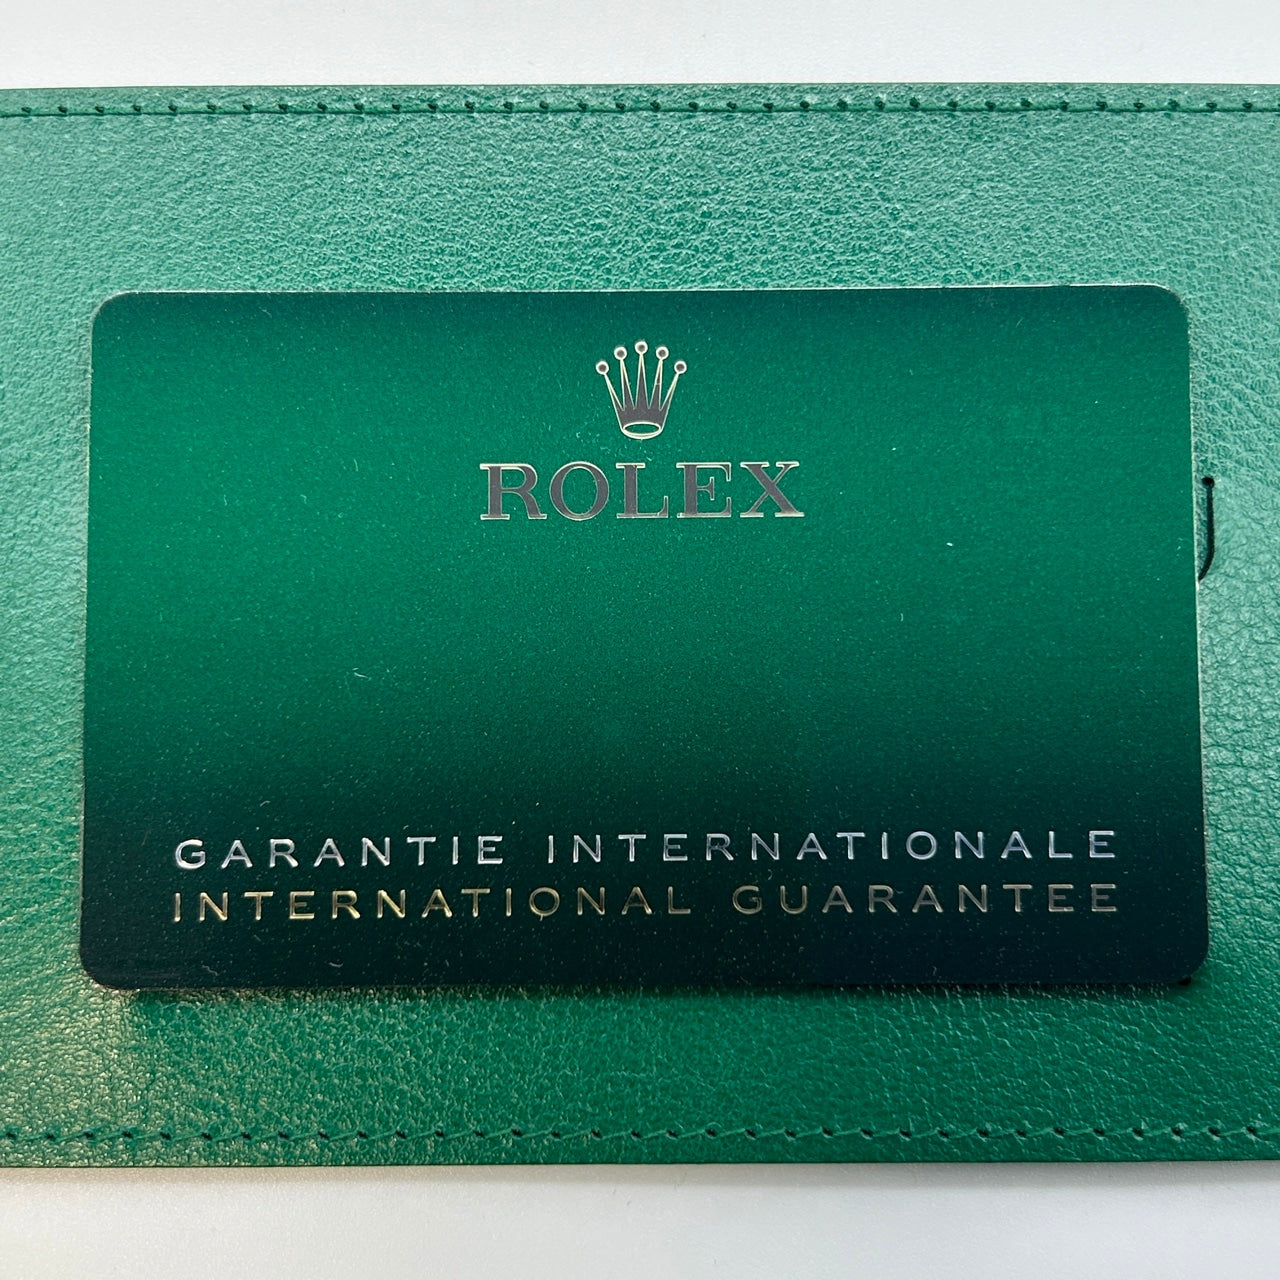 ROLEX
GARANTIE INTERNATIONALE
INTERNATIONAL GUARANTEE